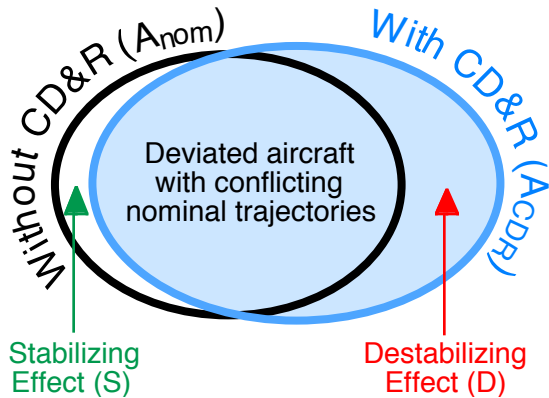 Without CD&R (Anom)
With CD&R (ACDR)
Deviated aircraft
with conflicting
nominal trajectories
Stabilizing
Effect (S)
Destabilizing
Effect (D)